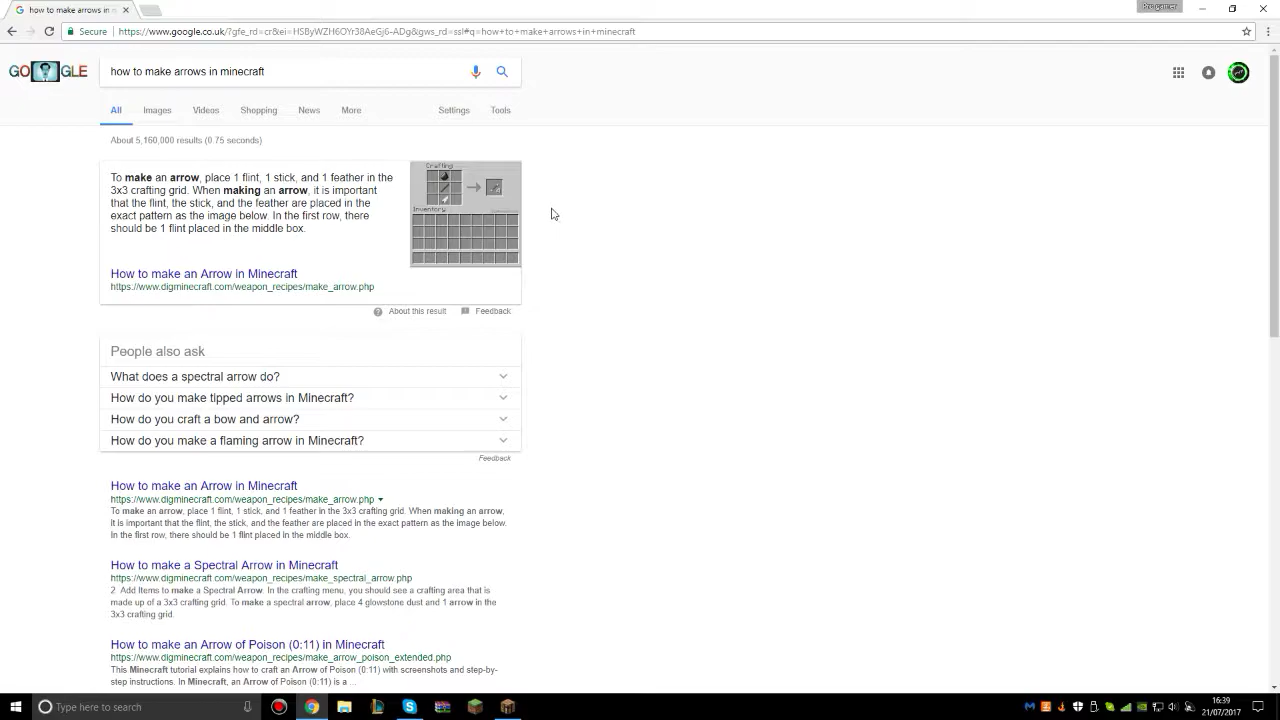 how to make arrows in m
Progamer
Secure
https://www.google.co.uk/?gfe_rd=cr&ei=HSByWZH6OYr38AeGj6-ADg&gws_rd=ssl#q=how+to+make+arrows+in+minecraft
GO GLE
how to make arrows in minecraft
All Images Videos Shopping News More Settings Tools
About 5,160,000 results (0.75 seconds)
To make an arrow, place 1 flint, 1 stick, and 1 feather in the
3x3 crafting grid. When making an arrow, it is important
that the flint, the stick, and the feather are placed in the
exact pattern as the image below. In the first row, there
should be 1 flint placed in the middle box.
Crafting
Inventory
How to make an Arrow in Minecraft
https://www.digminecraft.com/weapon_recipes/make_arrow.php
About this result Feedback
People also ask
What does a spectral arrow do?
How do you make tipped arrows in Minecraft?
How do you craft a bow and arrow?
How do you make a flaming arrow in Minecraft?
Feedback
How to make an Arrow in Minecraft
https://www.digminecraft.com/weapon_recipes/make_arrow.php
To make an arrow, place 1 flint, 1 stick, and 1 feather in the 3x3 crafting grid. When making an arrow,
it is important that the flint, the stick, and the feather are placed in the exact pattern as the image below.
In the first row, there should be 1 flint placed in the middle box.
How to make a Spectral Arrow in Minecraft
https://www.digminecraft.com/weapon_recipes/make_spectral_arrow.php
2 Add Items to make a Spectral Arrow. In the crafting menu, you should see a crafting area that is
made up of a 3x3 crafting grid. To make a spectral arrow, place 4 glowstone dust and 1 arrow in the
3x3 crafting grid.
How to make an Arrow of Poison (0:11) in Minecraft
https://www.digminecraft.com/weapon_recipes/make_arrow_poison_extended.php
This Minecraft tutorial explains how to craft an Arrow of Poison (0:11) with screenshots and step-by-
step instructions. In Minecraft, an Arrow of Poison (0:11) is a ...
Type here to search
16:39
21/07/2017